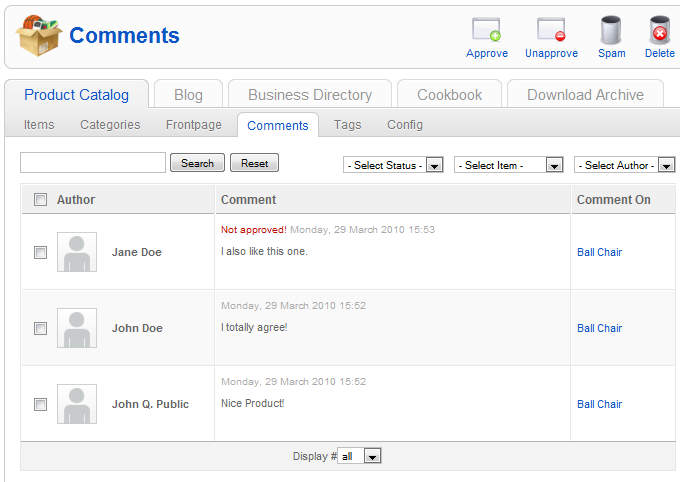 Comments
Approve Unapprove Spam Delete
Product Catalog Blog Business Directory Cookbook Download Archive
Items Categories Frontpage Comments Tags Config
Search Reset - Select Status - - Select Item - - Select Author -
Author Comment Comment On
Not approved! Monday, 29 March 2010 15:53
Jane Doe I also like this one. Ball Chair
Monday, 29 March 2010 15:52
John Doe I totally agree! Ball Chair
Monday, 29 March 2010 15:52
John Q. Public Nice Product! Ball Chair
Display # all